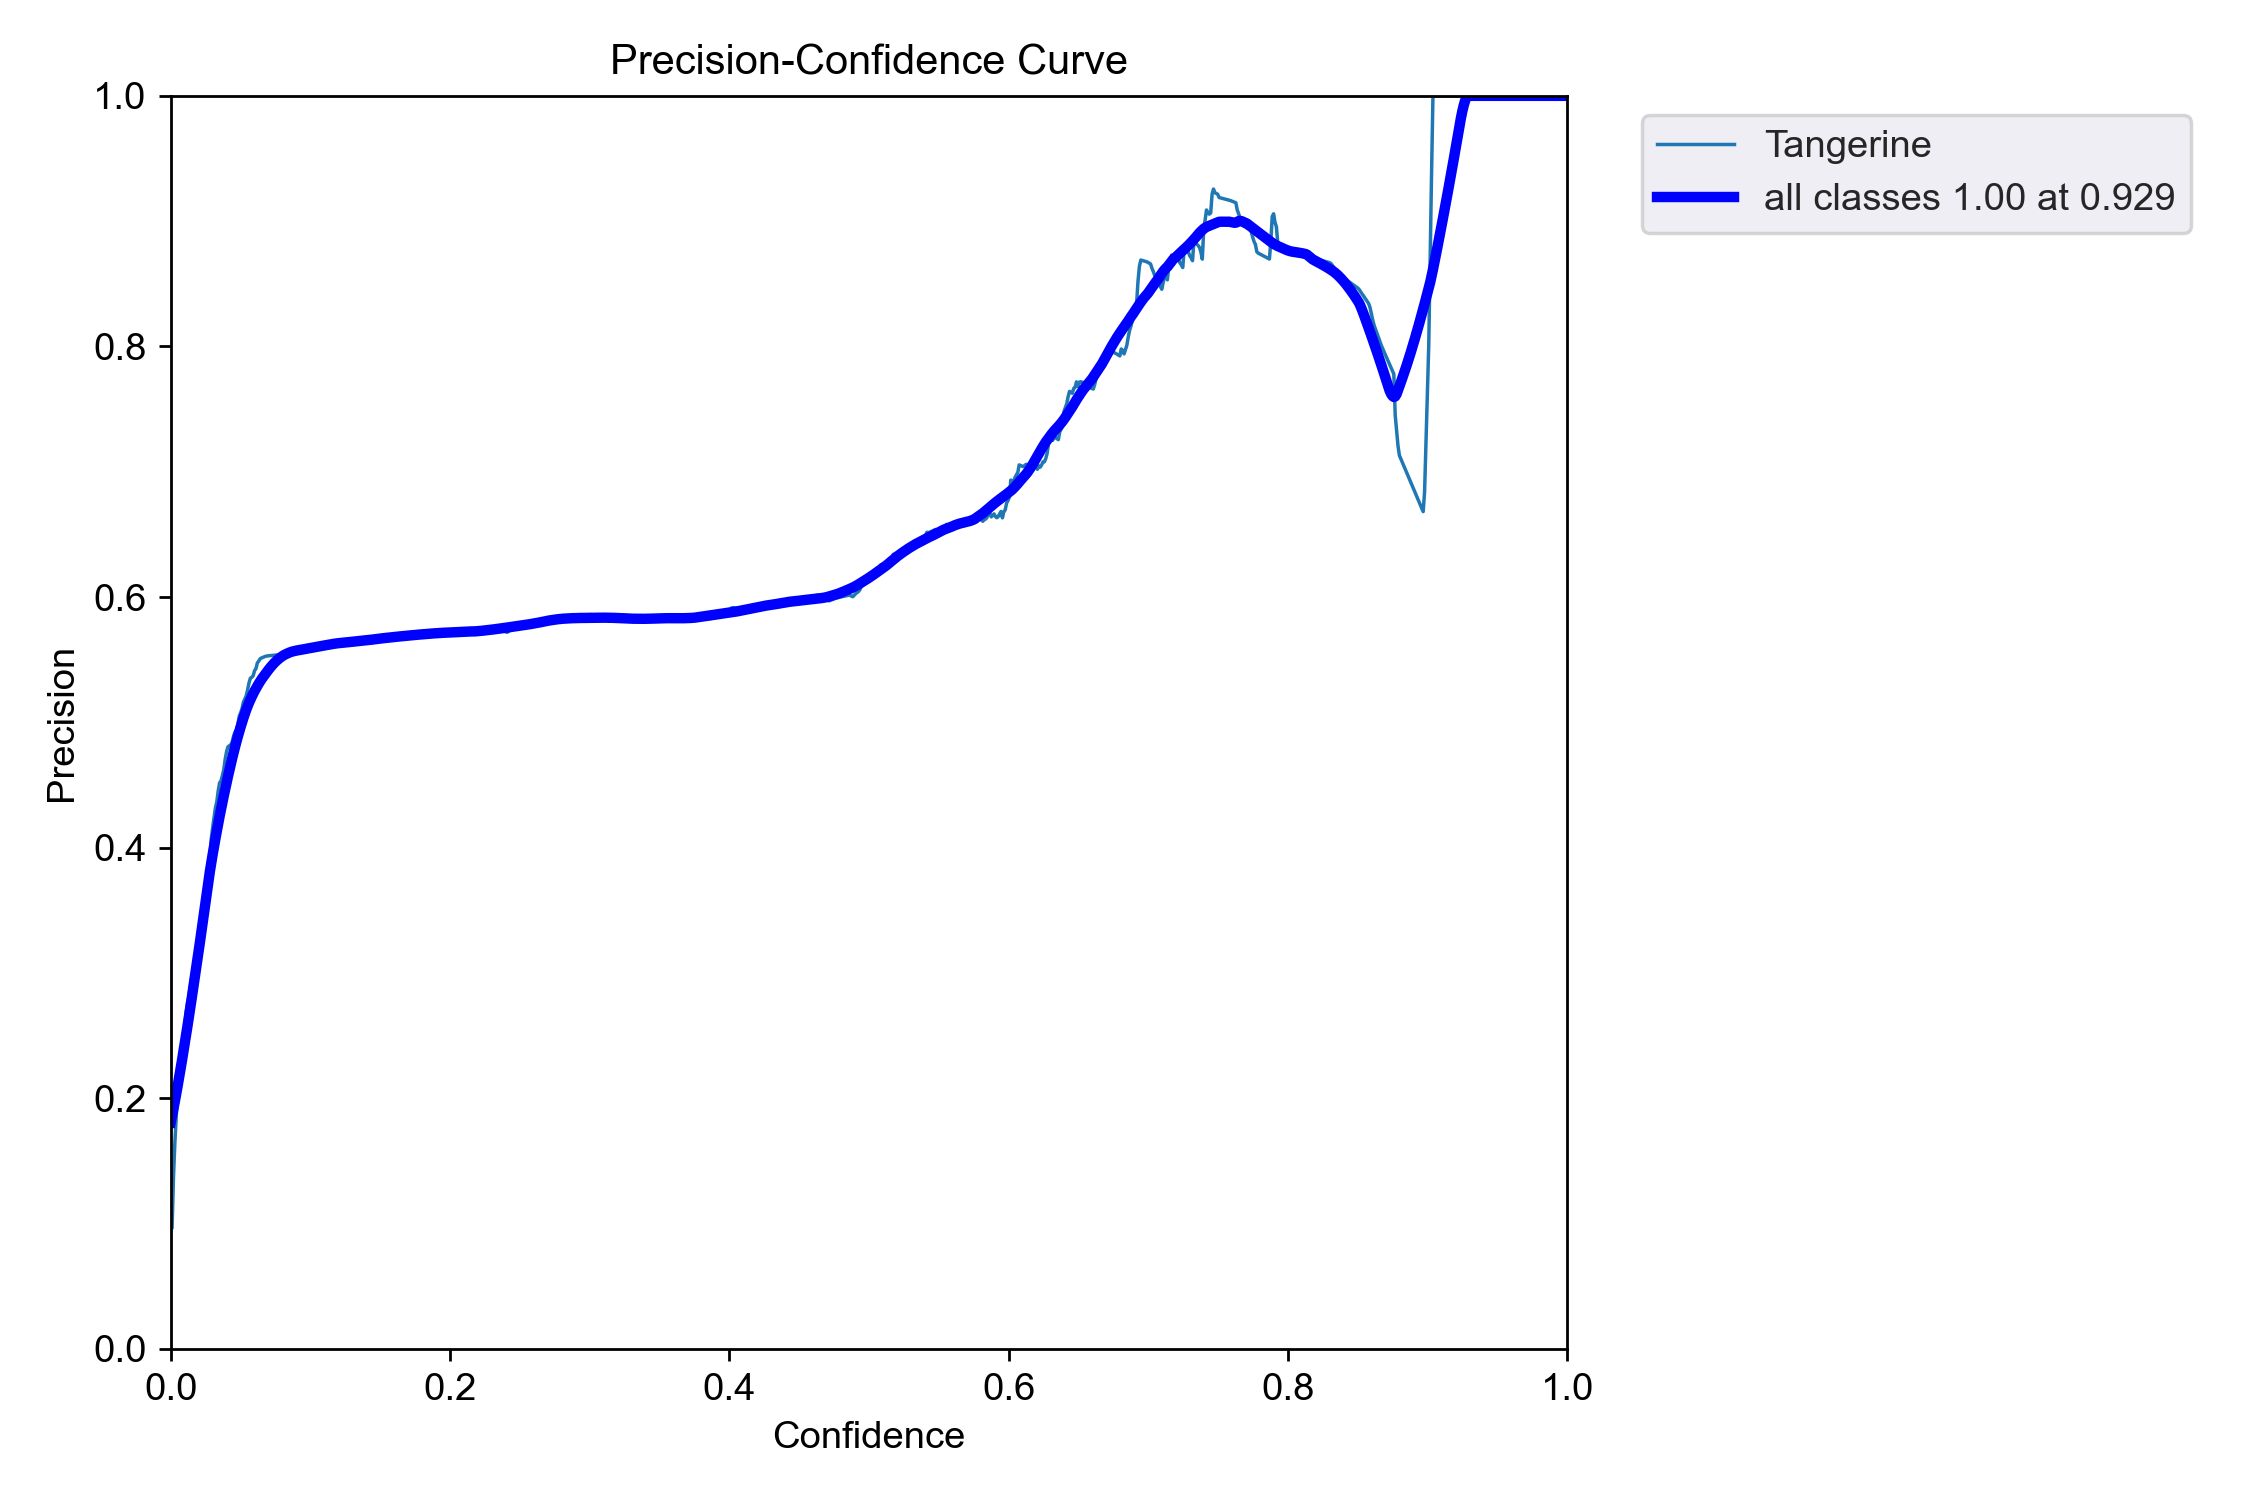 Precision-Confidence Curve
1.0
0.8
0.6
0.4
0.2
0.0
Precision
0.0 0.2 0.4 0.6 0.8 1.0
Confidence
Tangerine
all classes 1.00 at 0.929